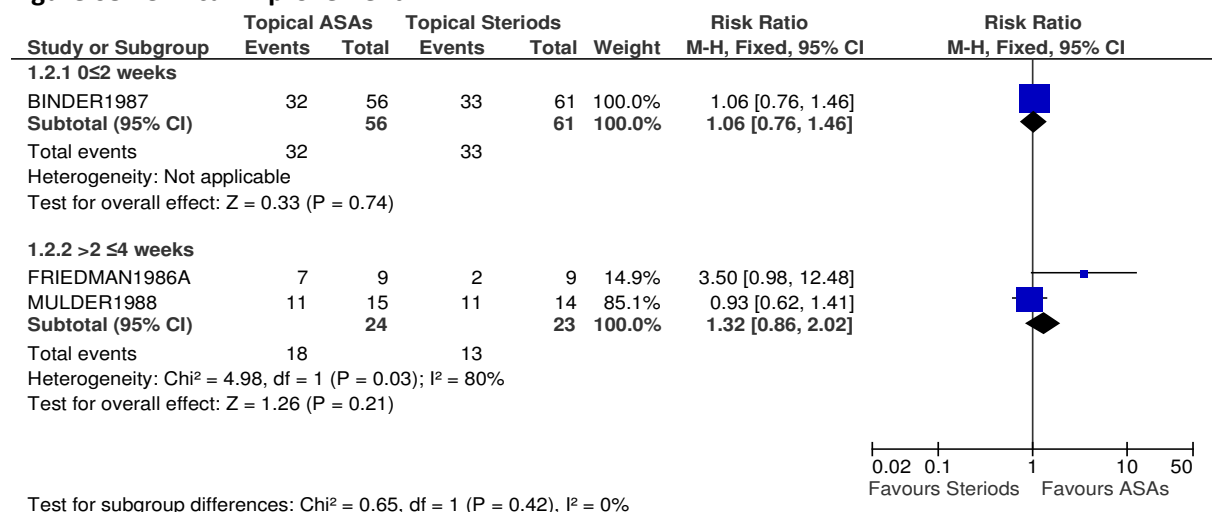 Topical ASAs Topical Steriods Risk Ratio Risk Ratio
Study or Subgroup Events Total Events Total Weight M-H, Fixed, 95% CI M-H, Fixed, 95% CI
1.2.1 0≤2 weeks
BINDER1987 32 56 33 61 100.0% 1.06 [0.76, 1.46]
Subtotal (95% CI) 56 61 100.0% 1.06 [0.76, 1.46]
Total events 32 33
Heterogeneity: Not applicable
Test for overall effect: Z = 0.33 (P = 0.74)
1.2.2 >2 ≤4 weeks
FRIEDMAN1986A 7 9 2 9 14.9% 3.50 [0.98, 12.48]
MULDER1988 11 15 11 14 85.1% 0.93 [0.62, 1.41]
Subtotal (95% CI) 24 23 100.0% 1.32 [0.86, 2.02]
Total events 18 13
Heterogeneity: Chi² = 4.98, df = 1 (P = 0.03); I² = 80%
Test for overall effect: Z = 1.26 (P = 0.21)
0.02 0.1 1 10 50
Favours Steriods Favours ASAs
Test for subgroup differences: Chi² = 0.65, df = 1 (P = 0.42), I² = 0%